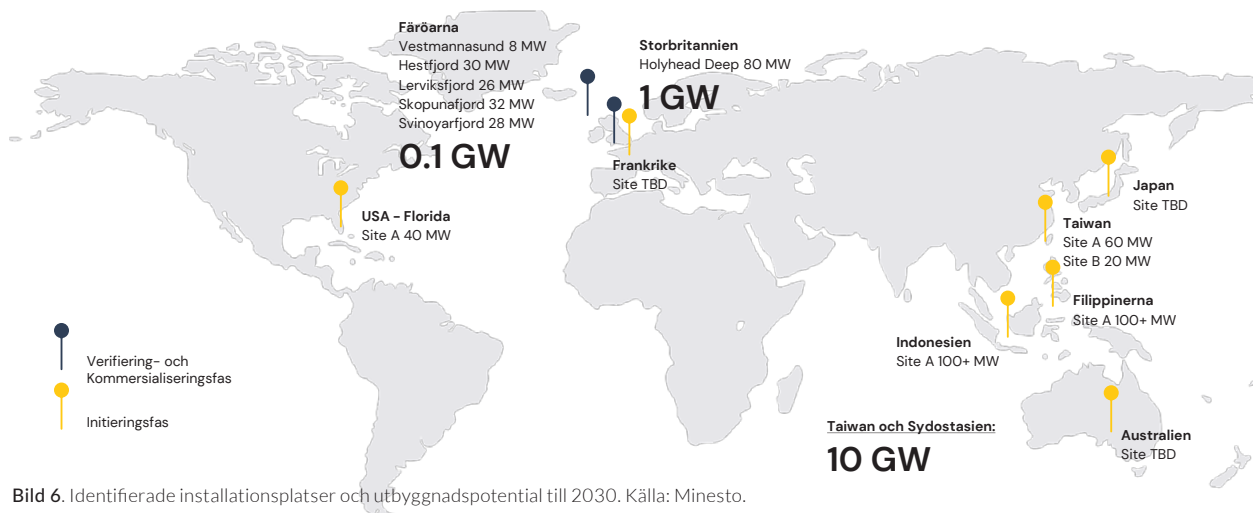 Färöarna
Vestmannasund 8 MW
Hestfjord 30 MW
Lerviksfjord 26 MW
Skopunafjord 32 MW
Svinoyarfjord 28 MW
0.1 GW
Storbritannien
Holyhead Deep 80 MW
1 GW
Frankrike
Site TBD
USA - Florida
Site A 40 MW
Japan
Site TBD
Taiwan
Site A 60 MW
Site B 20 MW
Filippinerna
Site A 100+ MW
Indonesien
Site A 100+ MW
Verifiering- och
Kommersialiseringsfas
Initieringsfas
Taiwan och Sydostasien:
10 GW
Australien
Site TBD
Bild 6. Identifierade installationsplatser och utbyggnadspotential till 2030. Källa: Minesto.